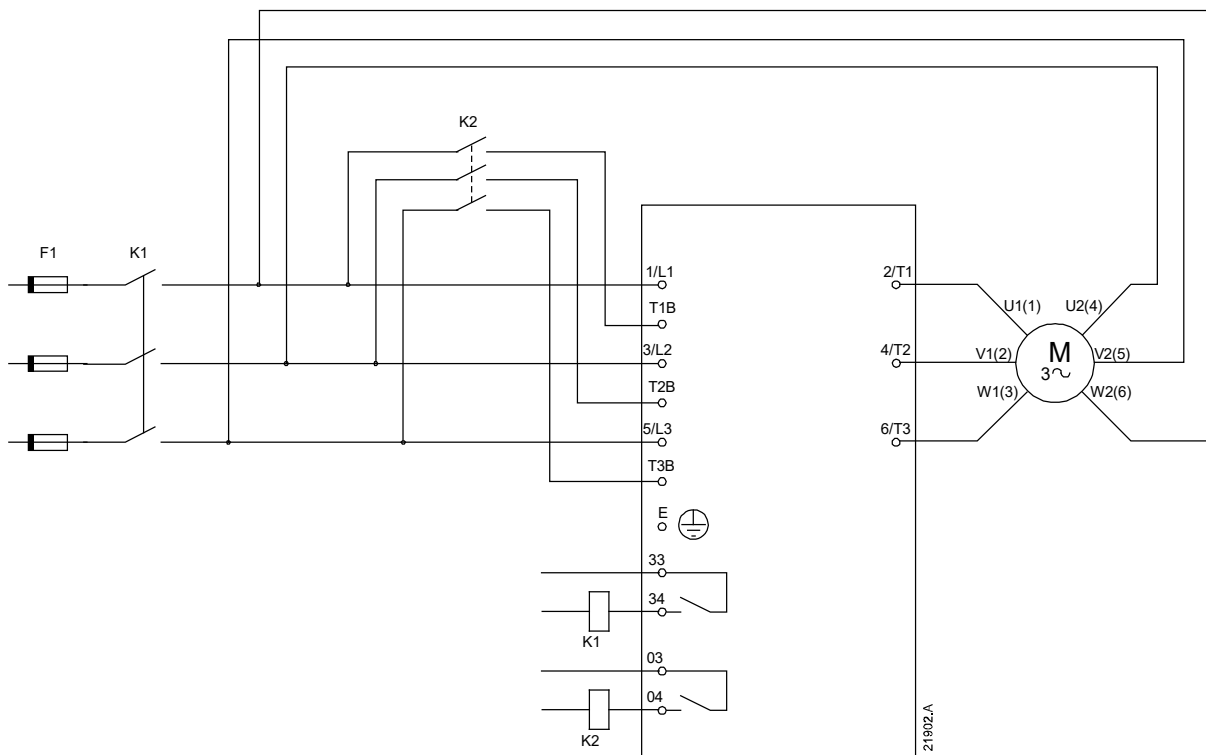 K2
F1
K1
1/L1
2/T1
U1(1)
U2(4)
T1B
3/L2
4/T2
V1(2)
M
3~
V2(5)
T2B
W1(3)
W2(6)
5/L3
6/T3
T3B
E
33
34
K1
03
04
K2
21902.A